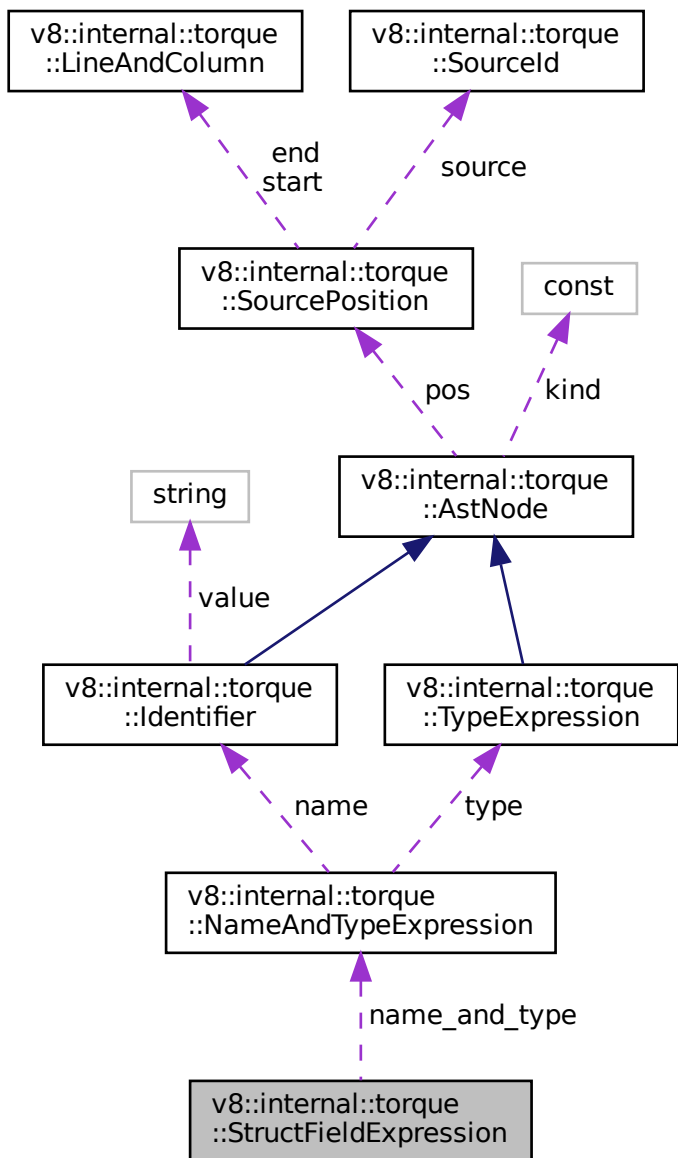 v8::internal::torque
::LineAndColumn
v8::internal::torque
::SourceId
end
start
source
v8::internal::torque
::SourcePosition
const
pos
kind
string
v8::internal::torque
::AstNode
value
v8::internal::torque
::Identifier
v8::internal::torque
::TypeExpression
name
type
v8::internal::torque
::NameAndTypeExpression
name_and_type
v8::internal::torque
::StructFieldExpression